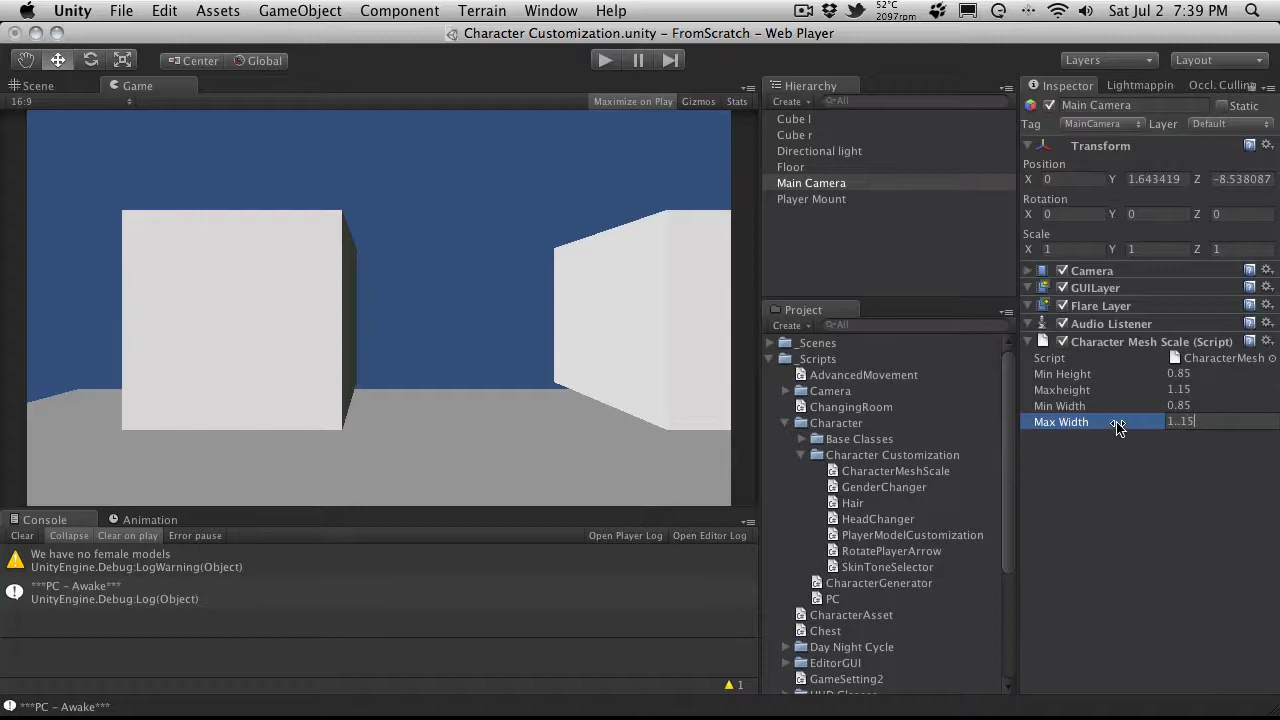 Unity File Edit Assets GameObject Component Terrain Window Help 52°C 2097rpm Sat Jul 2 7:39 PM
Character Customization.unity – FromScratch – Web Player
Center Global Layers Layout
Scene Game
16:9 Maximize on Play Gizmos Stats
Hierarchy
Create All
Cube l
Cube r
Directional light
Floor
Main Camera
Player Mount
Project
Create All
_Scenes
_Scripts
AdvancedMovement
Camera
ChangingRoom
Character
Base Classes
Character Customization
CharacterMeshScale
GenderChanger
Hair
HeadChanger
PlayerModelCustomization
RotatePlayerArrow
SkinToneSelector
CharacterGenerator
PC
CharacterAsset
Chest
Day Night Cycle
EditorGUI
GameSetting2
Inspector Lightmappin Occl. Culling
Main Camera Static
Tag MainCamera Layer Default
Transform
Position
X 0 Y 1.643419 Z -8.538087
Rotation
X 0 Y 0 Z 0
Scale
X 1 Y 1 Z 1
Camera
GUILayer
Flare Layer
Audio Listener
Character Mesh Scale (Script)
Script CharacterMesh
Min Height 0.85
Maxheight 1.15
Min Width 0.85
Max Width 1..15
Console Animation
Clear Collapse Clear on play Error pause Open Player Log Open Editor Log
We have no female models
UnityEngine.Debug:LogWarning(Object)
***PC – Awake***
UnityEngine.Debug:Log(Object)
1
***PC – Awake***